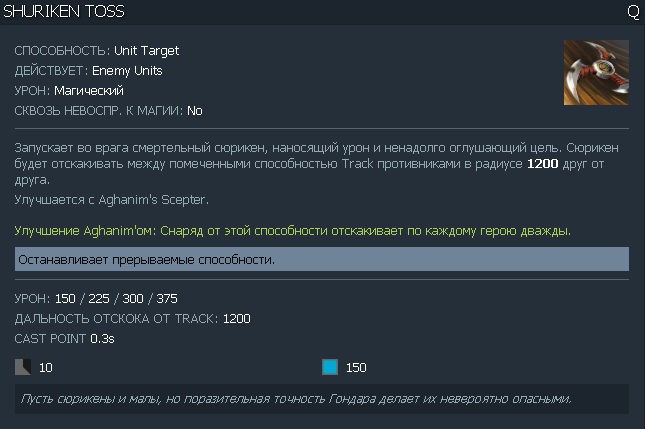 SHURIKEN TOSS Q
СПОСОБНОСТЬ: Unit Target
ДЕЙСТВУЕТ: Enemy Units
УРОН: Магический
СКВОЗЬ НЕВОСПР. К МАГИИ: No
Запускает во врага смертельный сюрикен, наносящий урон и ненадолго оглушающий цель. Сюрикен
будет отскакивать между помеченными способностью Track противниками в радиусе 1200 друг от
друга.
Улучшается с Aghanim's Scepter.
Улучшение Aghanim'ом: Снаряд от этой способности отскакивает по каждому герою дважды.
Останавливает прерываемые способности.
УРОН: 150 / 225 / 300 / 375
ДАЛЬНОСТЬ ОТСКОКА ОТ TRACK: 1200
CAST POINT 0.3s
10 150
Пусть сюрикены и малы, но поразительная точность Гондара делает их невероятно опасными.